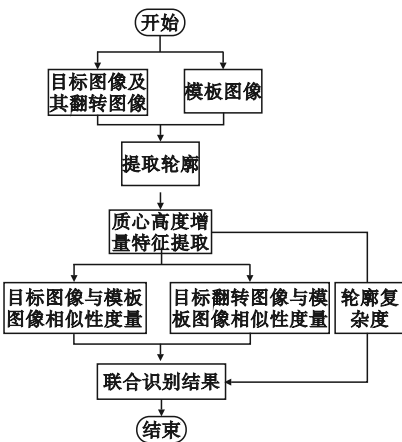 开始
目标图像及
其翻转图像
模板图像
提取轮廓
质心高度增
量特征提取
目标图像与模板
图像相似性度量
目标翻转图像与模
板图像相似性度量
轮廓复
杂度
联合识别结果
结束